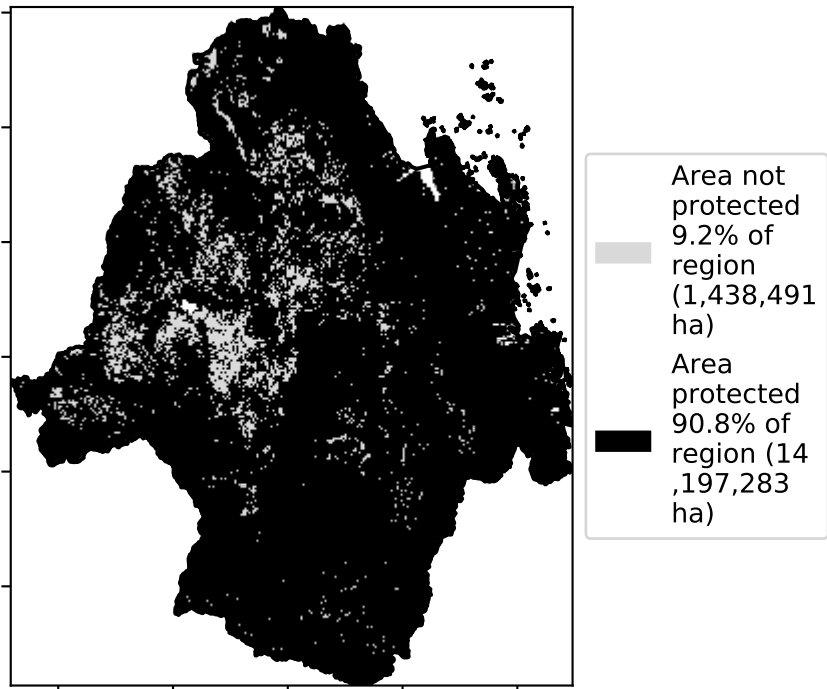 Area not
protected
9.2% of
region
(1,438,491
ha)
Area
protected
90.8% of
region (14
,197,283
ha)